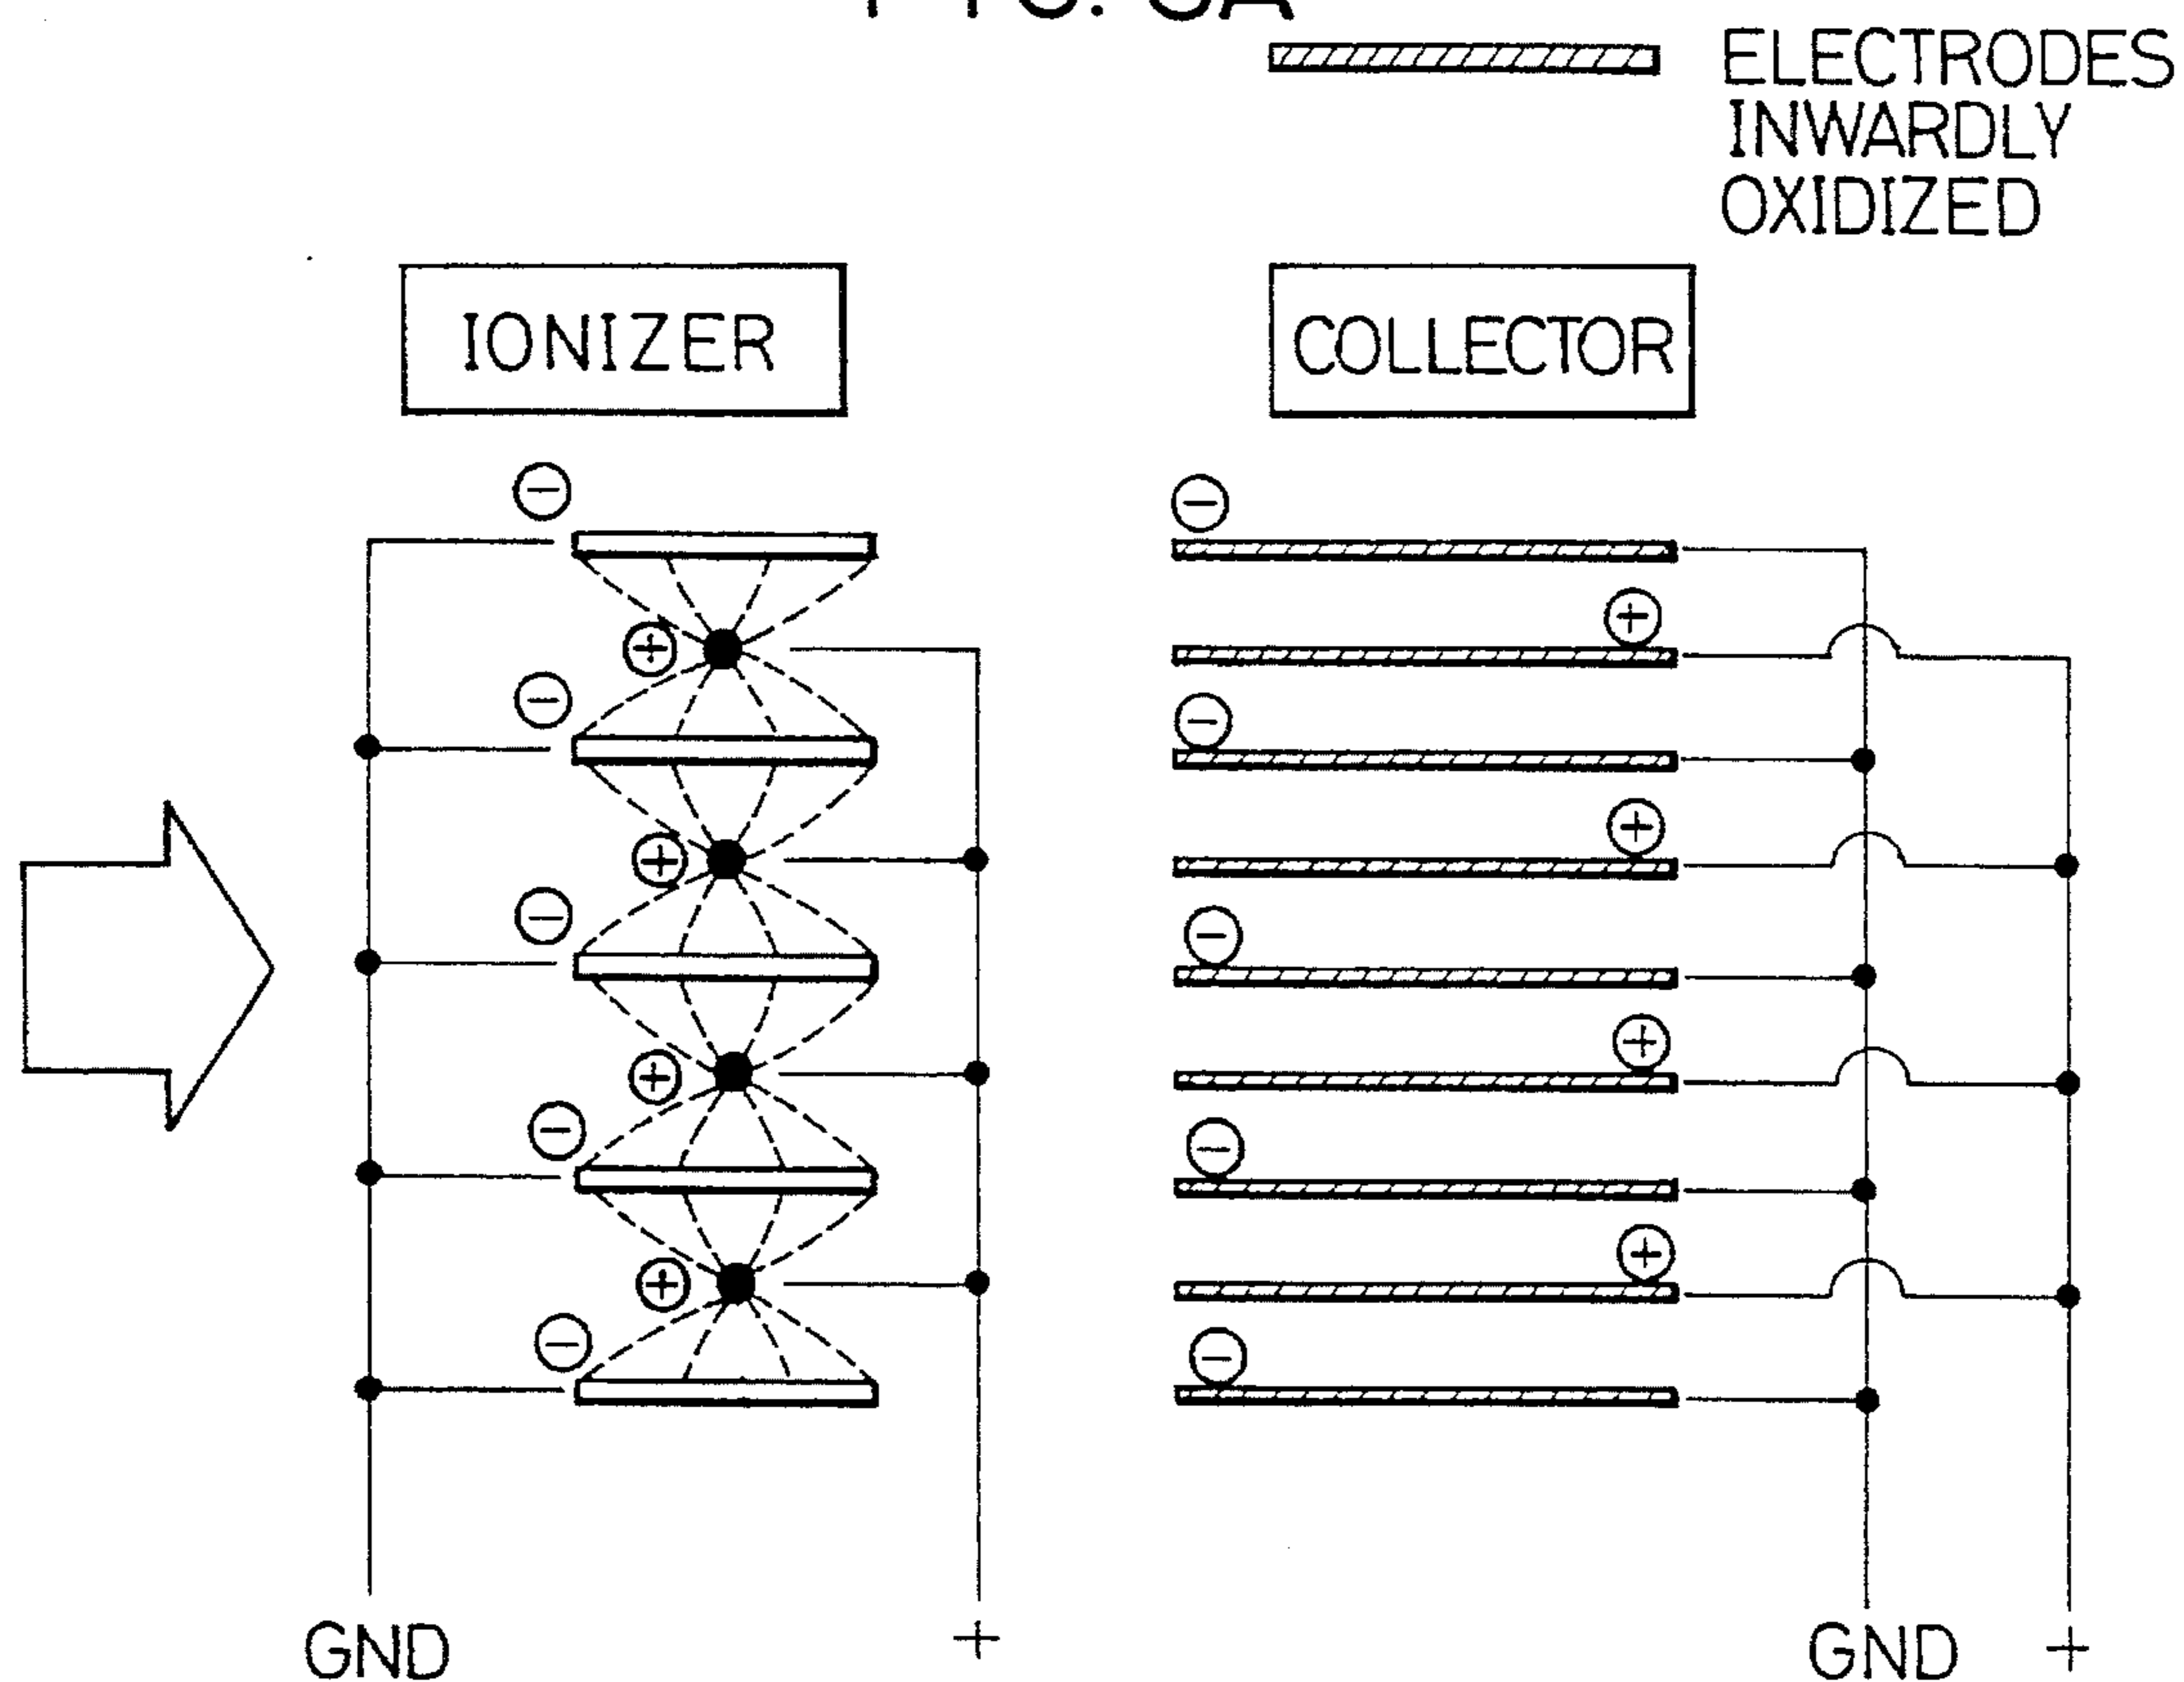 ELECTRODES
INWARDLY
OXIDIZED
IONIZER
COLLECTOR
GND
+
GND
+